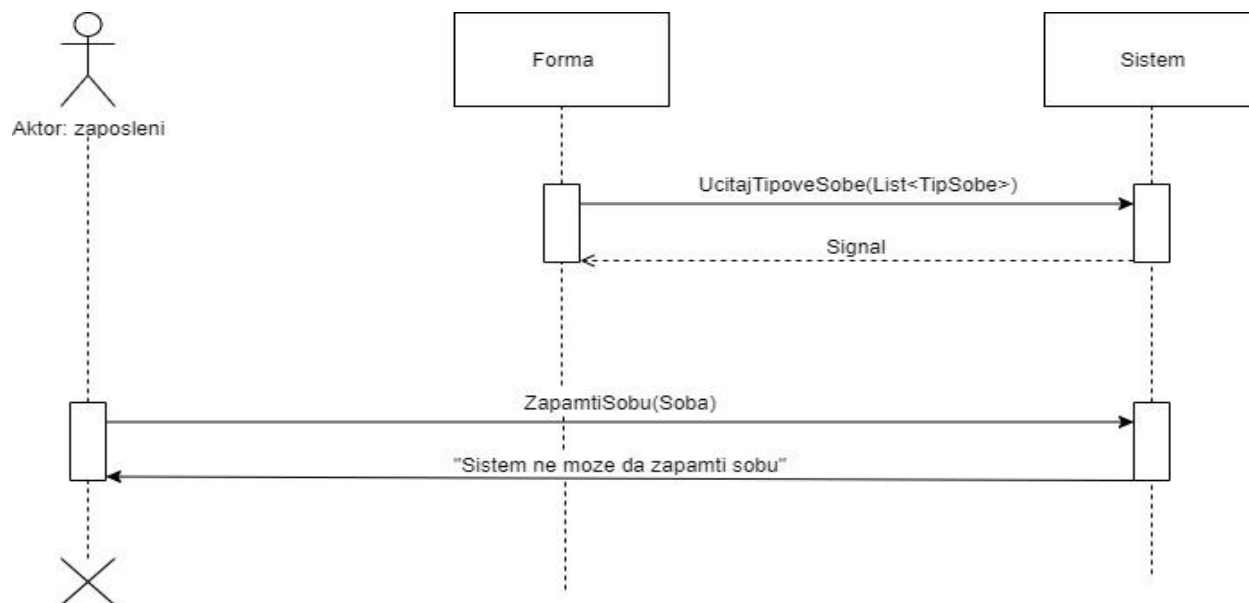 Forma
Sistem
Aktor: zaposleni
UcitajTipoveSobe(List<TipSobe>)
Signal
ZapamtiSobu(Soba)
"Sistem ne moze da zapamti sobu"